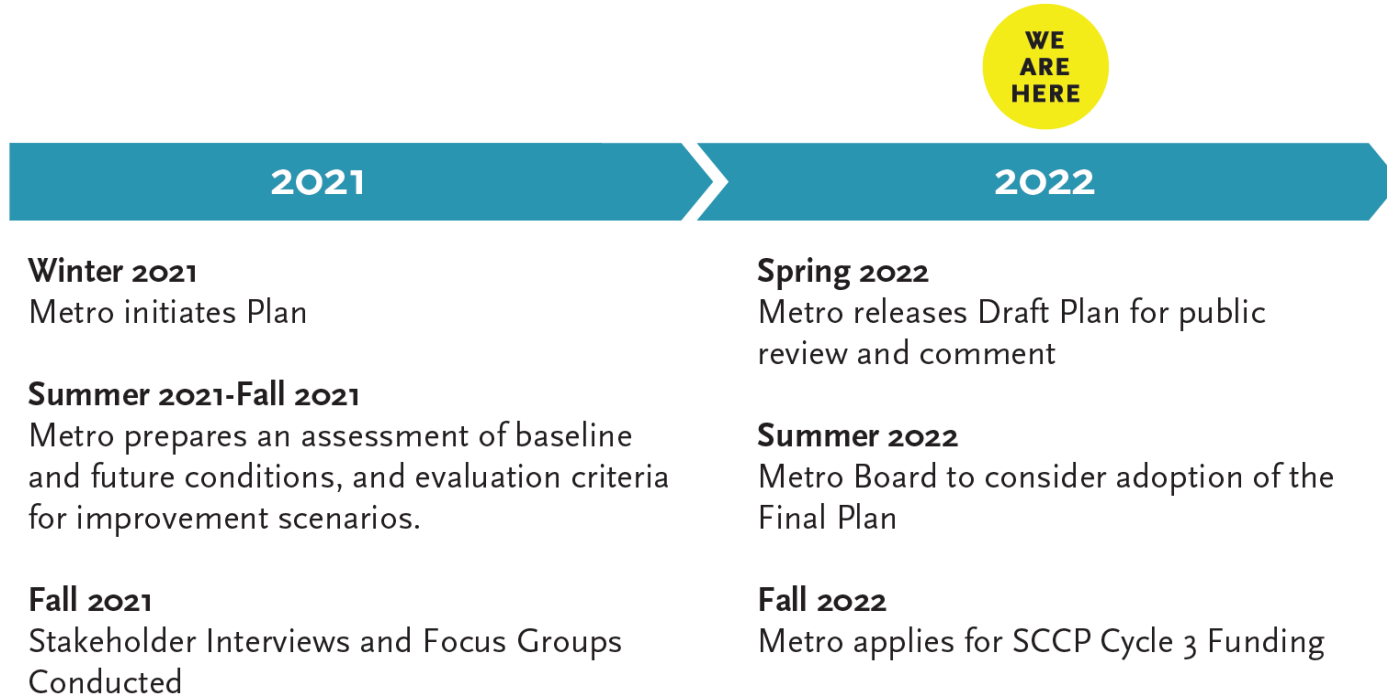 WE
ARE
HERE
2021
2022
Winter 2021
Metro initiates Plan
Summer 2021-Fall 2021
Metro prepares an assessment of baseline
and future conditions, and evaluation criteria
for improvement scenarios.
Fall 2021
Stakeholder Interviews and Focus Groups
Conducted
Spring 2022
Metro releases Draft Plan for public
review and comment
Summer 2022
Metro Board to consider adoption of the
Final Plan
Fall 2022
Metro applies for SCCP Cycle 3 Funding